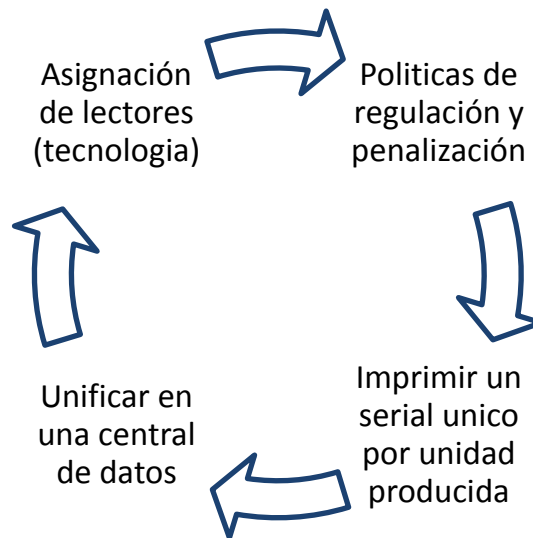 Asignación
de lectores
(tecnologia)
Politicas de
regulación y
penalización
Imprimir un
serial unico
por unidad
producida
Unificar en
una central
de datos